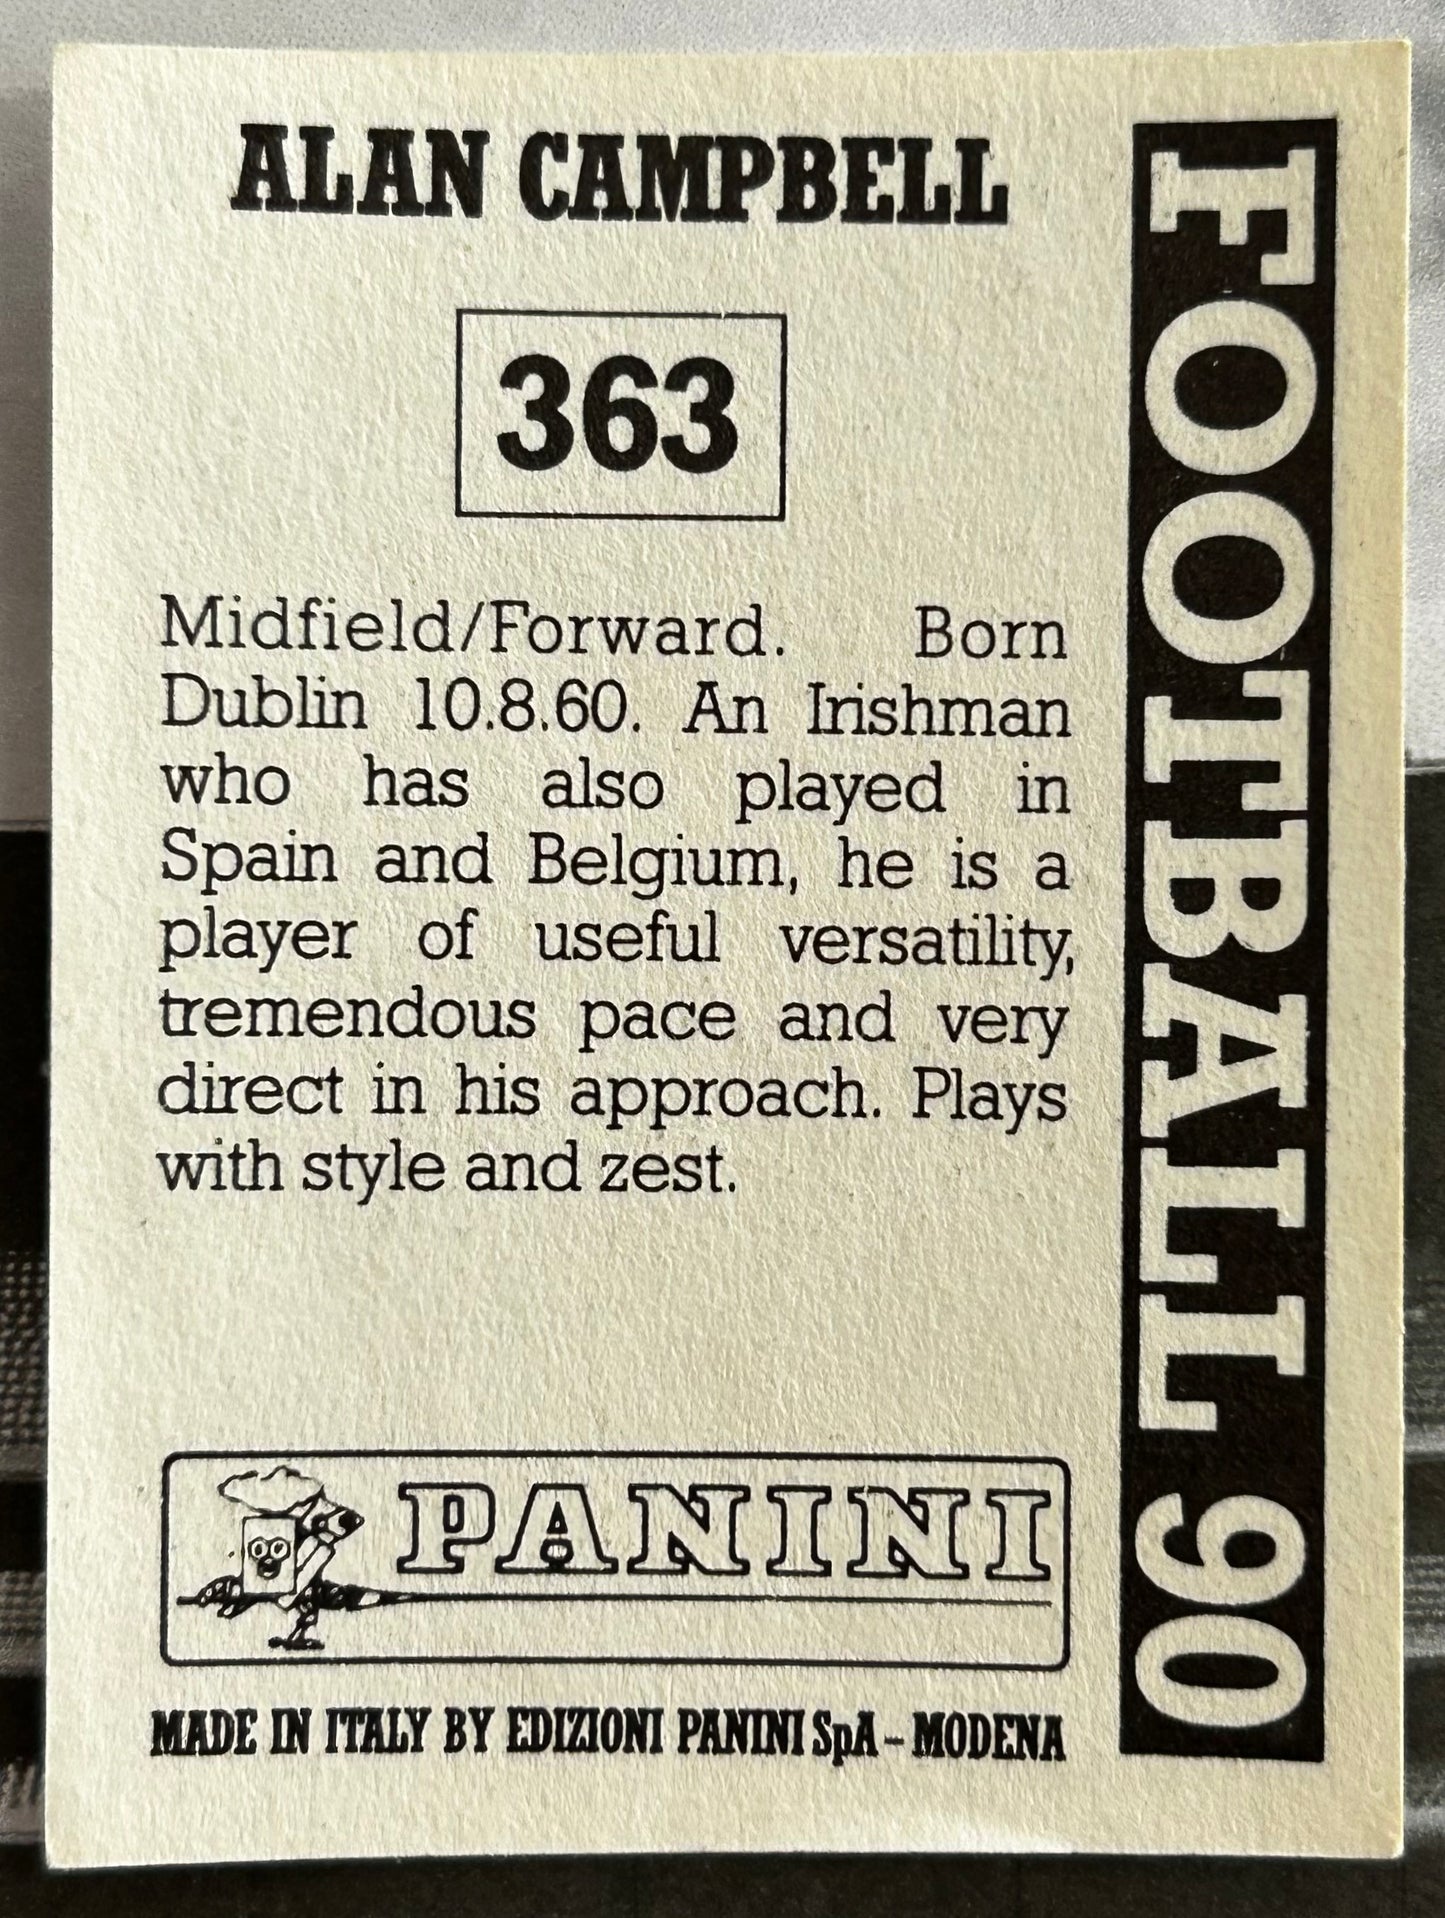 ALAN CAMPBELL
363
Midfield/Forward. Born
Dublin 10.8.60. An Irishman
who has also played in
Spain and Belgium, he is a
player of useful versatility,
tremendous pace and very
direct in his approach. Plays
with style and zest.
PANINI
MADE IN ITALY BY EDIZIONI PANINI SpA - MODENA
FOOTBALL 90